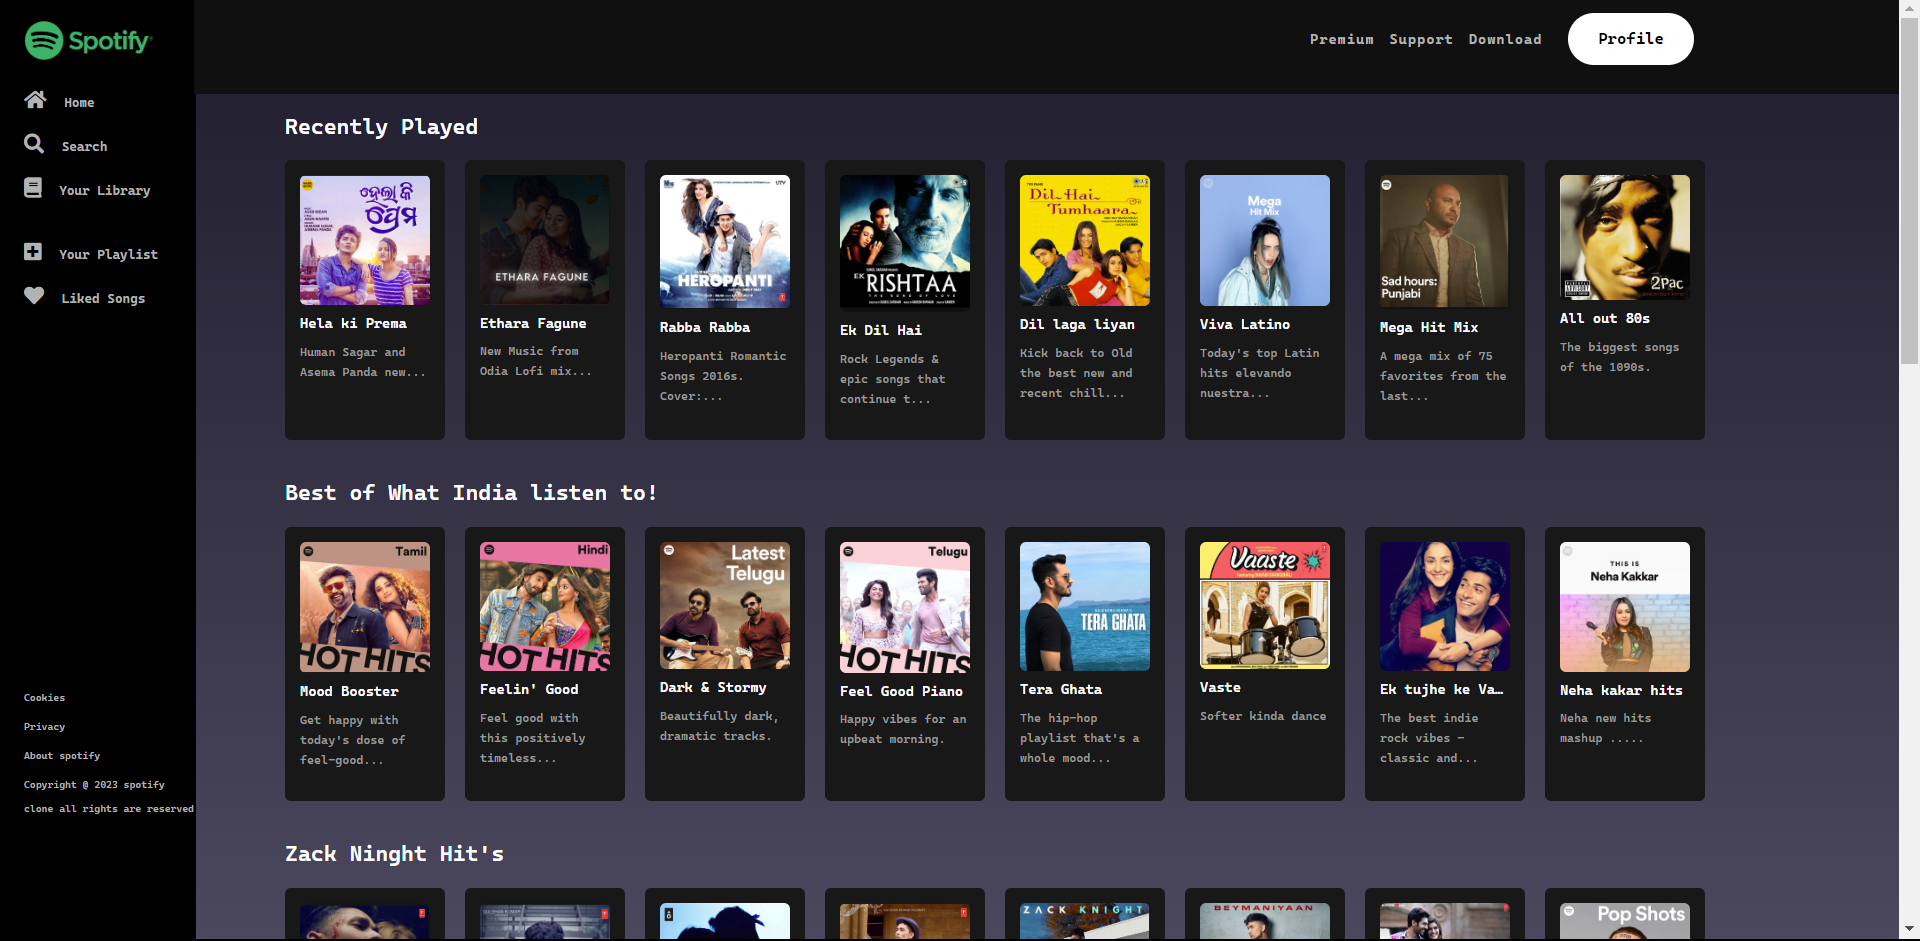 Spotify
Premium Support Download Profile
Home
Search
Your Library
Your Playlist
Liked Songs
Recently Played
ହେଲା କି
ପ୍ରେମ
Hela ki Prema
Human Sagar and
Asema Panda new...
ETHARA FAGUNE
Ethara Fagune
New Music from
Odia Lofi mix...
UTV
HEROPANTI
Rabba Rabba
Heropanti Romantic
Songs 2016s.
Cover:...
EK
RISHTAA
THE BOND OF LOVE
Ek Dil Hai
Rock Legends &
epic songs that
continue t...
Dil Hai
Tumhaara
Dil laga liyan
Kick back to Old
the best new and
recent chill...
Mega
Hit Mix
Viva Latino
Today's top Latin
hits elevando
nuestra...
Sad hours:
Punjabi
Mega Hit Mix
A mega mix of 75
favorites from the
last...
2Pac
All out 80s
The biggest songs
of the 1090s.
Best of What India listen to!
Tamil
HOT HITS
Mood Booster
Get happy with
today's dose of
feel-good...
Hindi
HOT HITS
Feelin' Good
Feel good with
this positively
timeless...
Latest
Telugu
Dark & Stormy
Beautifully dark,
dramatic tracks.
Telugu
HOT HITS
Feel Good Piano
Happy vibes for an
upbeat morning.
TERA GHATA
Tera Ghata
The hip-hop
playlist that's a
whole mood...
Vaaste
Vaste
Softer kinda dance
Ek tujhe ke Va…
The best indie
rock vibes -
classic and...
THIS IS
Neha Kakkar
Neha kakar hits
Neha new hits
mashup .....
Cookies
Privacy
About spotify
Copyright @ 2023 spotify
clone all rights are reserved
Zack Ninght Hit's
ZACK KNIGHT
BEYMANIYAAN
Pop Shots